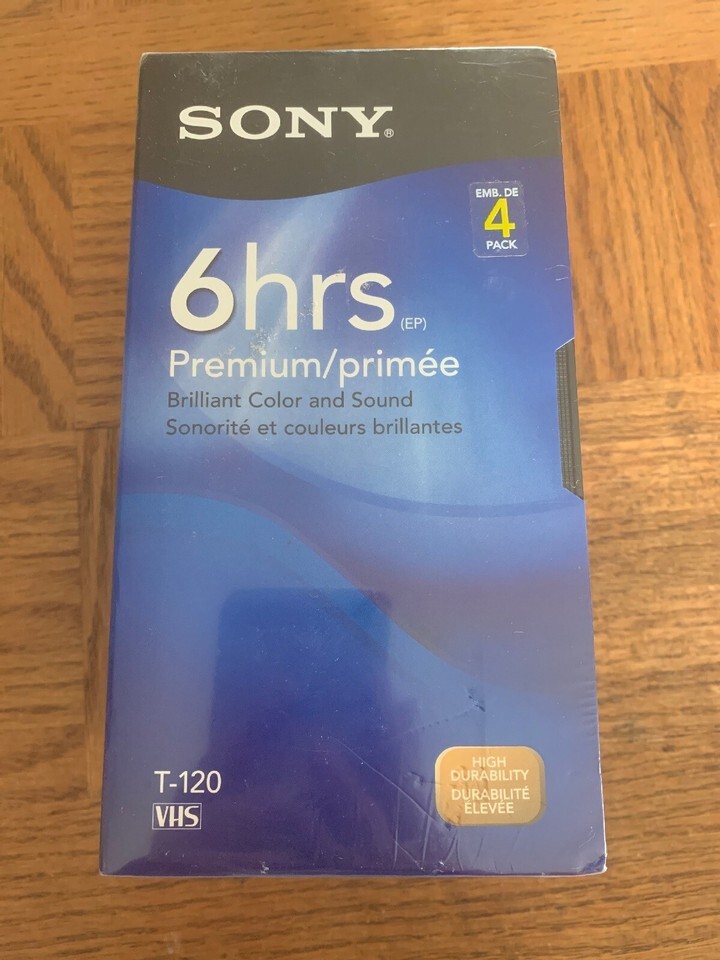 SONY®
EMB. DE
4
PACK
6hrs (EP)
Premium/primée
Brilliant Color and Sound
Sonorité et couleurs brillantes
T-120
VHS
HIGH
DURABILITY
DURABILITÉ
ÉLEVÉE